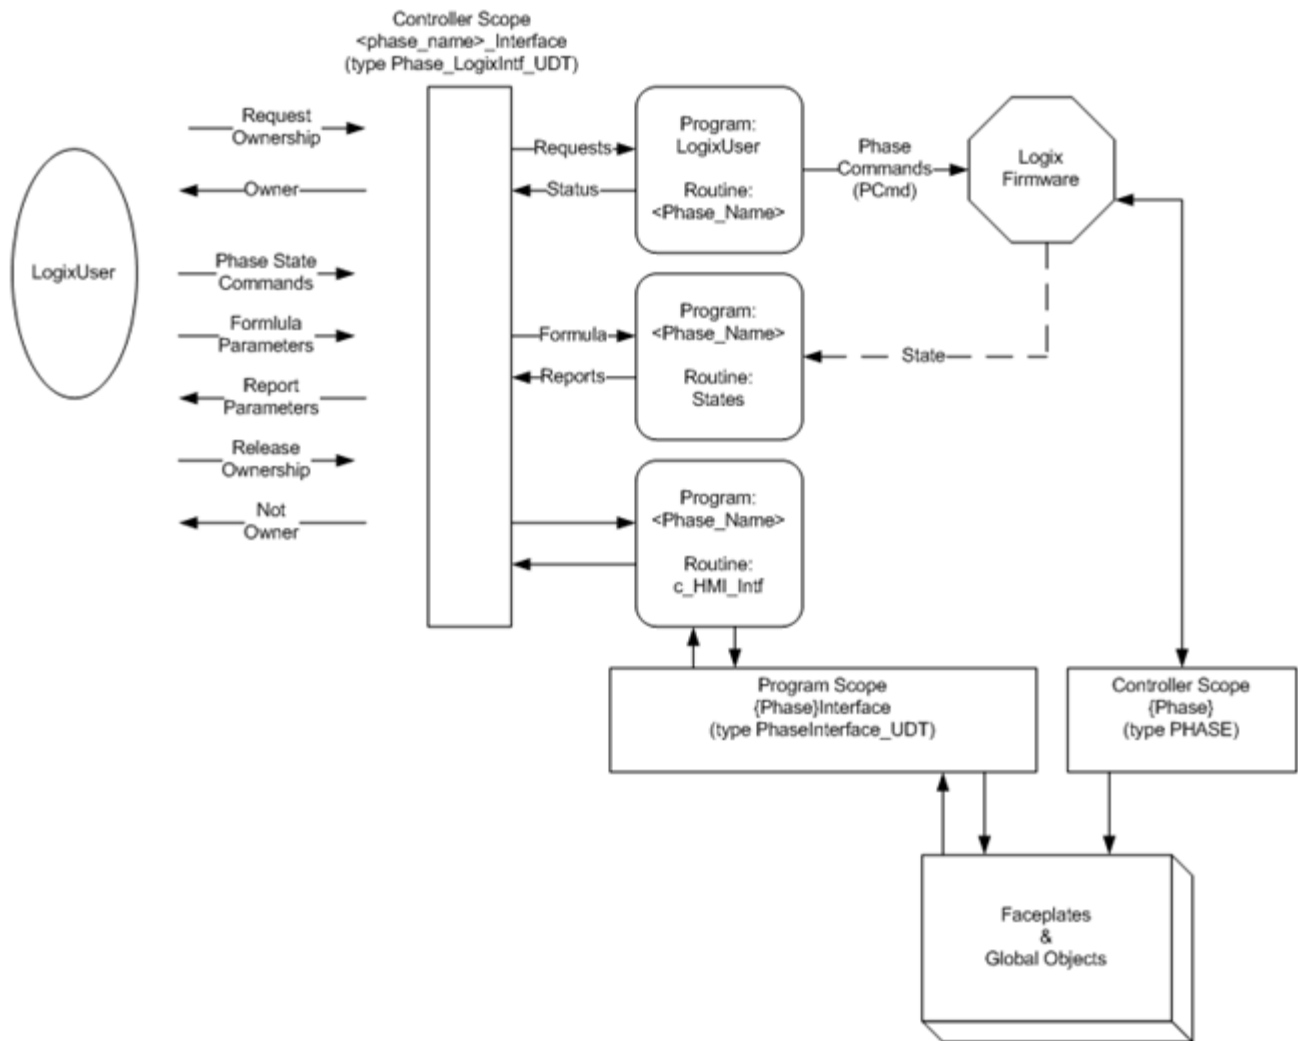 Controller Scope
<phase_name>_Interface
(type Phase_LogixIntf_UDT)
LogixUser
Request
Ownership
Owner
Phase State
Commands
Formlula
Parameters
Report
Parameters
Release
Ownership
Not
Owner
Requests
Status
Program:
LogixUser
Routine:
<Phase_Name>
Phase
Commands
(PCmd)
Logix
Firmware
Formula
Reports
Program:
<Phase_Name>
Routine:
States
State
Program:
<Phase_Name>
Routine:
c_HMI_Intf
Program Scope
{Phase}Interface
(type PhaseInterface_UDT)
Controller Scope
{Phase}
(type PHASE)
Faceplates
&
Global Objects